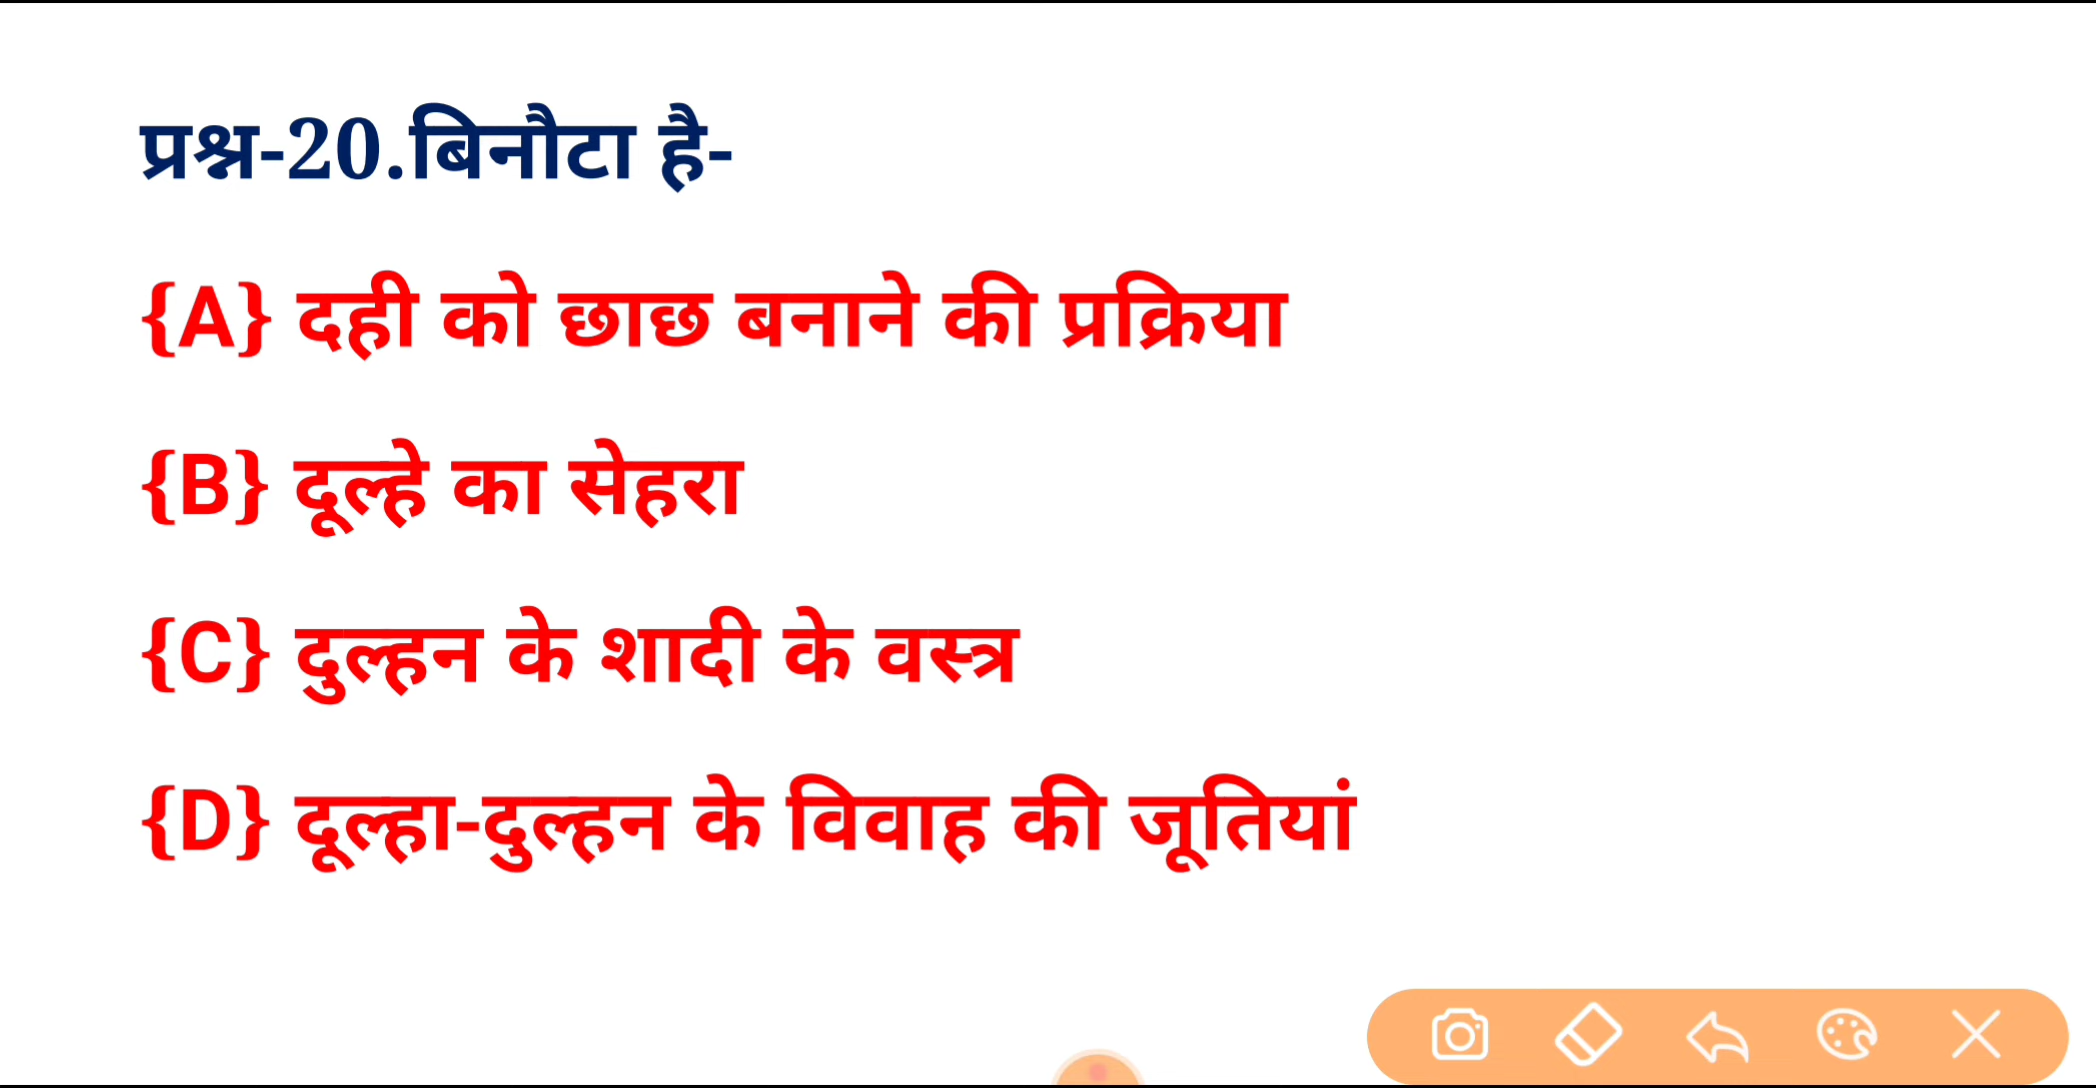 प्रश्न-20.बिनौटा है-
{A} दही को छाछ बनाने की प्रक्रिया
{B} दूल्हे का सेहरा
{C} दुल्हन के शादी के वस्त्र
{D} दूल्हा-दुल्हन के विवाह की जूतियां